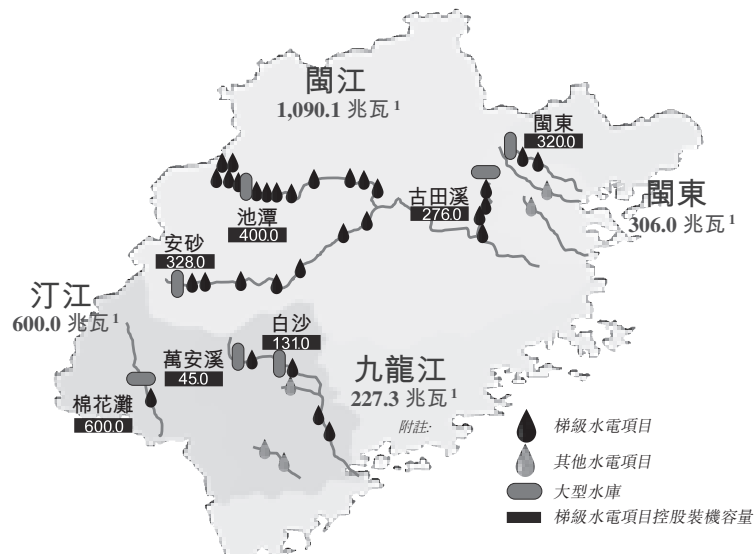 閩江
1,090.1 兆瓦 1
閩東
320.0
古田溪
276.0
閩東
306.0 兆瓦 1
池潭
400.0
安砂
328.0
汀江
600.0 兆瓦 1
白沙
131.0
萬安溪
45.0
棉花灘
600.0
九龍江
227.3 兆瓦 1
附註:
梯級水電項目
其他水電項目
大型水庫
梯級水電項目控股裝機容量